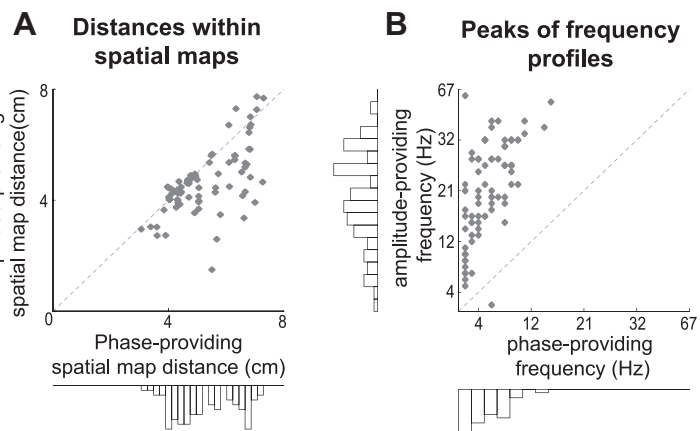 A
Distances within
spatial maps
8
4
spatial map distance(cm)
0
4
8
Phase-providing
spatial map distance (cm)
B
Peaks of frequency
profiles
67
32
21
12
4
amplitude-providing
frequency (Hz)
4
12
21
32
67
phase-providing
frequency (Hz)